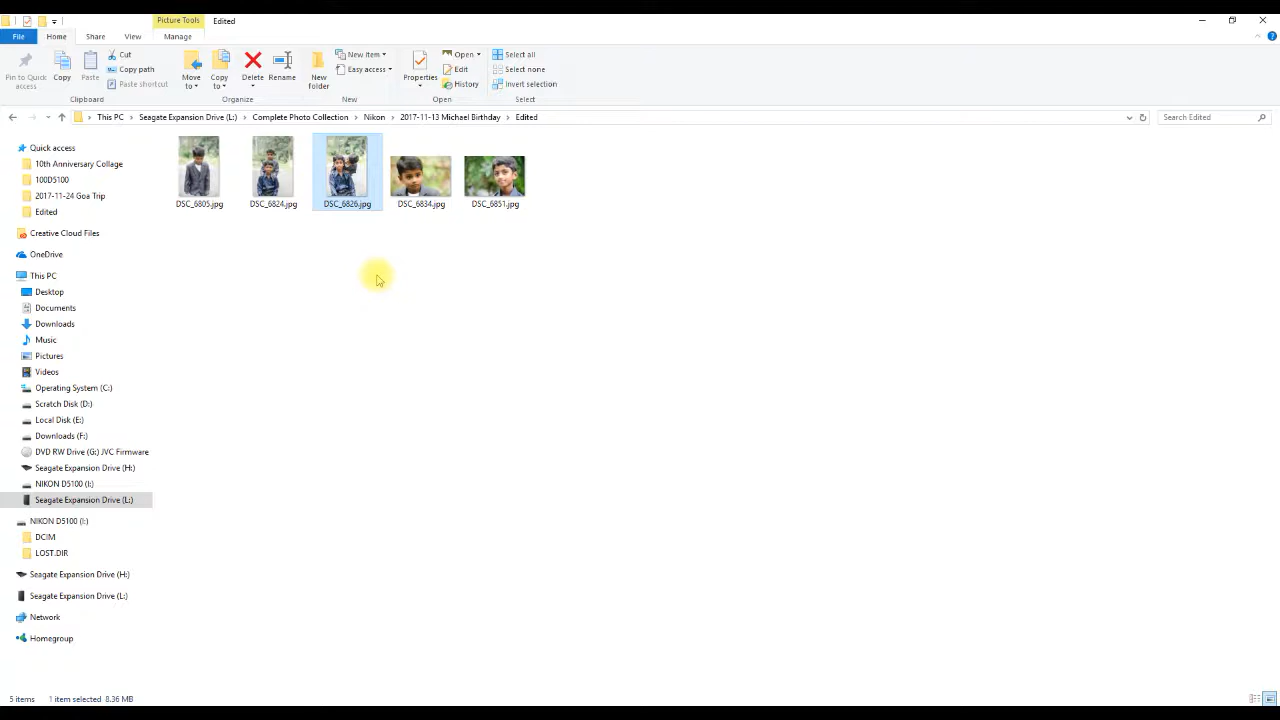 Picture Tools
Edited
File
Home
Share
View
Manage
Pin to Quick access
Copy
Paste
Cut
Copy path
Paste shortcut
Clipboard
Move to
Copy to
Delete
Rename
Organize
New folder
New item
Easy access
New
Properties
Open
Edit
History
Open
Select all
Select none
Invert selection
Select
This PC
Seagate Expansion Drive (L:)
Complete Photo Collection
Nikon
2017-11-13 Michael Birthday
Edited
Search Edited
Quick access
10th Anniversary Collage
100D5100
2017-11-24 Goa Trip
Edited
Creative Cloud Files
OneDrive
This PC
Desktop
Documents
Downloads
Music
Pictures
Videos
Operating System (C:)
Scratch Disk (D:)
Local Disk (E:)
Downloads (F:)
DVD RW Drive (G:) JVC Firmware
Seagate Expansion Drive (H:)
NIKON D5100 (I:)
Seagate Expansion Drive (L:)
NIKON D5100 (I:)
DCIM
LOST.DIR
Seagate Expansion Drive (H:)
Seagate Expansion Drive (L:)
Network
Homegroup
DSC_6805.jpg
DSC_6824.jpg
DSC_6826.jpg
DSC_6834.jpg
DSC_6851.jpg
5 items
1 item selected 8.36 MB